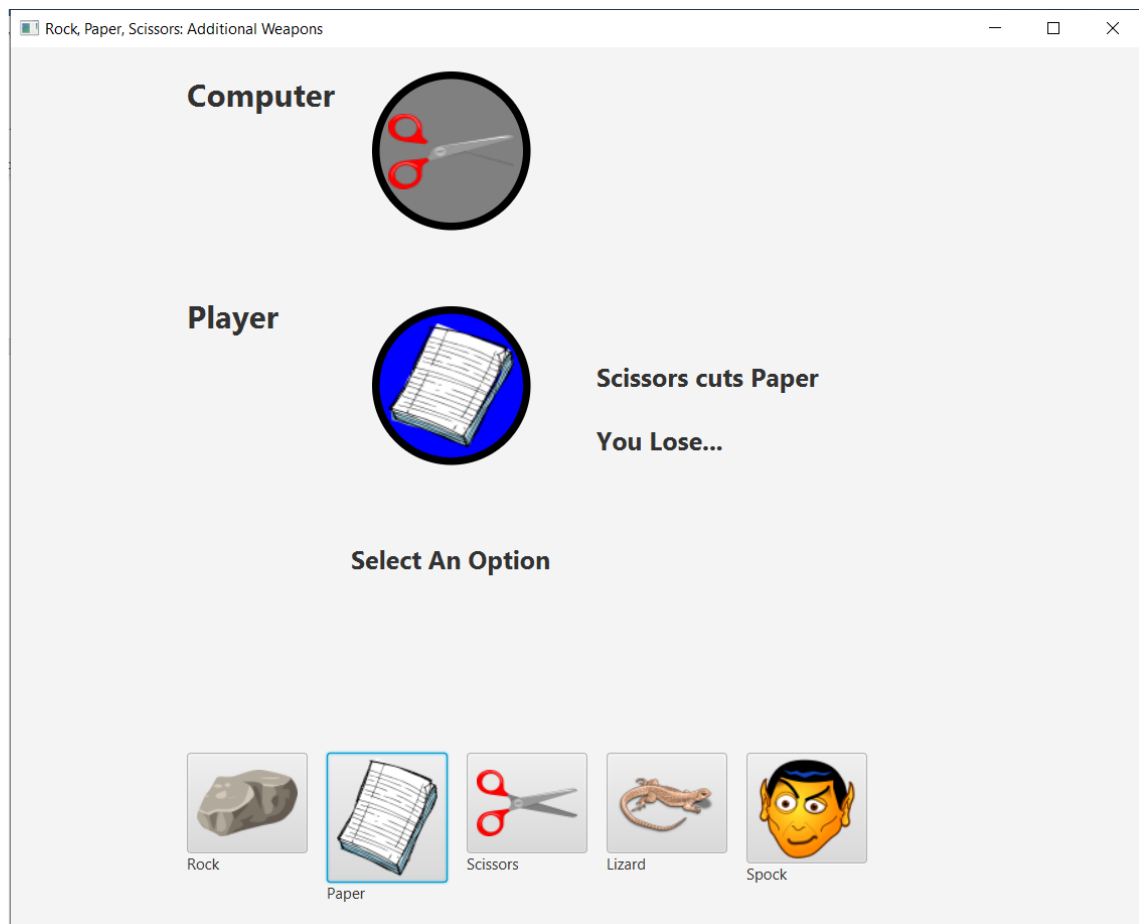 Rock, Paper, Scissors: Additional Weapons
Computer
Player
Scissors cuts Paper
You Lose...
Select An Option
Rock
Paper
Scissors
Lizard
Spock